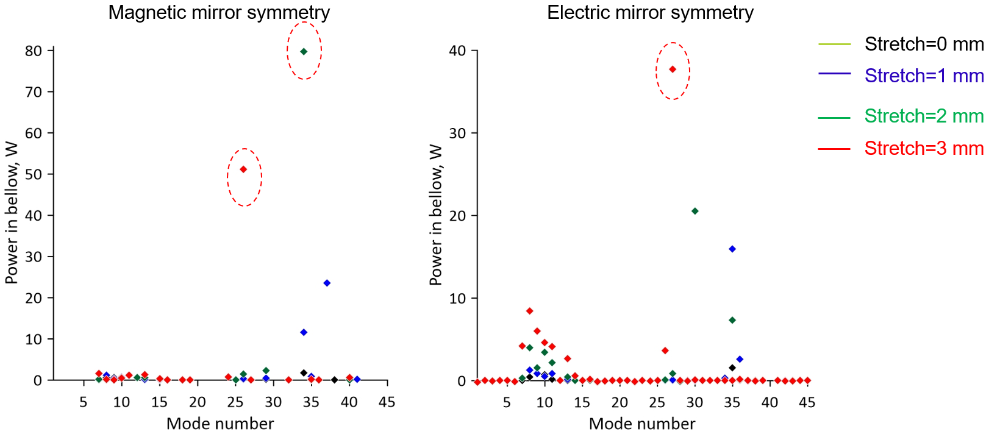 Magnetic mirror symmetry
Power in bellow, W
80
70
60
50
40
30
20
10
0
5 10 15 20 25 30 35 40 45
Mode number
Electric mirror symmetry
Power in bellow, W
40
30
20
10
0
5 10 15 20 25 30 35 40 45
Mode number
Stretch=0 mm
Stretch=1 mm
Stretch=2 mm
Stretch=3 mm